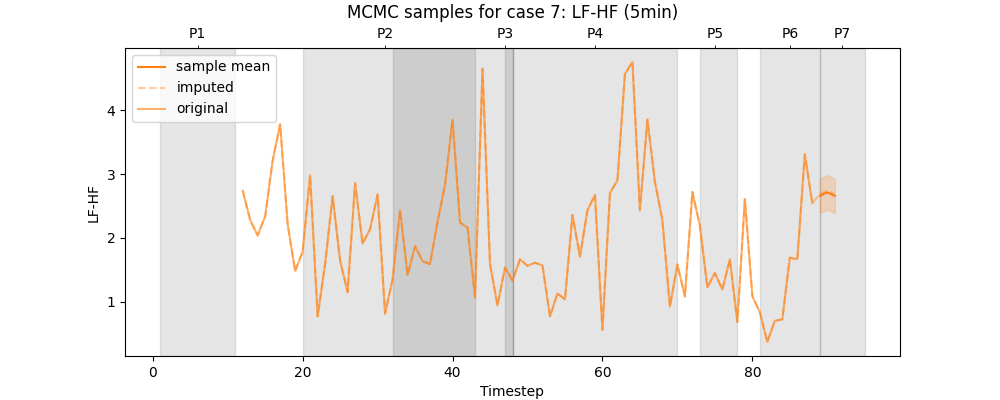 MCMC samples for case 7: LF-HF (5min)
P1 P2 P3 P4 P5 P6 P7
sample mean
imputed
original
4
3
2
1
LF-HF
0 20 40 60 80
Timestep